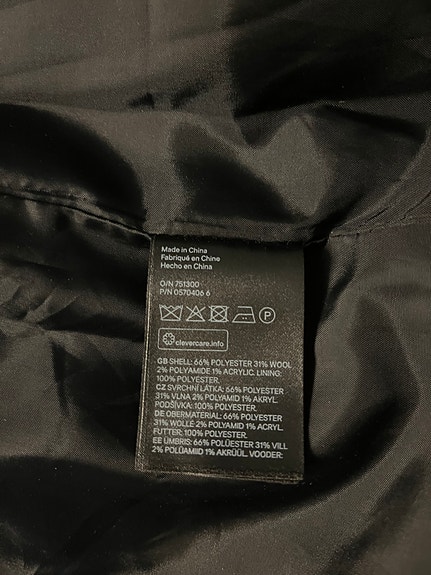 Made in China
Fabriqué en Chine
Hecho en China
O/N 751300
P/N 0570406 6
P
clevercare.info
GB SHELL: 66% POLYESTER 31% WOOL
2% POLYAMIDE 1% ACRYLIC. LINING:
100% POLYESTER.
CZ SVRCHNÍ LÁTKA: 66% POLYESTER
31% VLNA 2% POLYAMID 1% AKRYL.
PODŠÍVKA: 100% POLYESTER.
DE OBERMATERIAL: 66% POLYESTER
31% WOLLE 2% POLYAMID 1% ACRYL.
FUTTER: 100% POLYESTER.
EE ÜMBRIS: 66% POLÜESTER 31% VILL
2% POLÜAMIID 1% AKRÜÜL. VOODER: